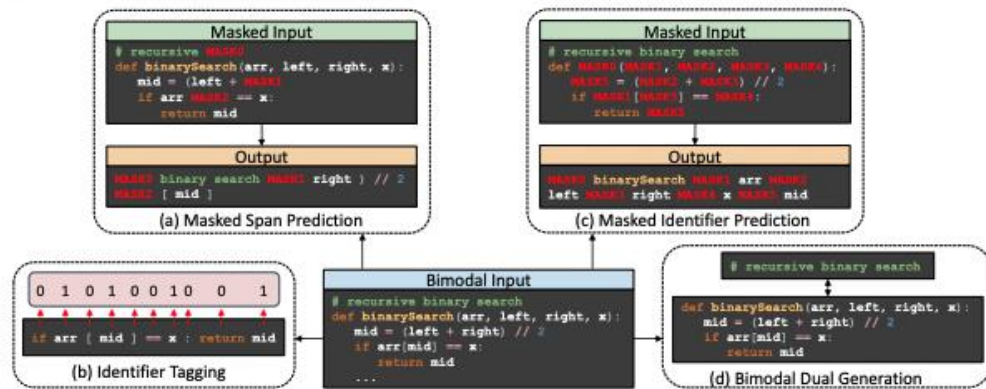 Masked Input
# recursive MASK0
def binarySearch(arr, left, right, x):
mid = (left + MASK1
if arr MASK2 == x:
return mid
Output
MASK0 binary search MASK1 right ) // 2
MASK2 [ mid ]
(a) Masked Span Prediction
Masked Input
# recursive binary search
def MASK0(MASK1, MASK2, MASK3, MASK4):
MASK5 = (MASK2 + MASK3) // 2
if MASK1[MASK5] == MASK4:
return MASK5
Output
MASK0 binarySearch MASK1 arr MASK2
left MASK3 right MASK4 x MASK5 mid
(c) Masked Identifier Prediction
0 1 0 1 0 0 1 0 0 1
if arr [ mid ] == x : return mid
(b) Identifier Tagging
Bimodal Input
# recursive binary search
def binarySearch(arr, left, right, x):
mid = (left + right) // 2
if arr[mid] == x:
return mid
...
# recursive binary search
def binarySearch(arr, left, right, x):
mid = (left + right) // 2
if arr[mid] == x:
return mid
(d) Bimodal Dual Generation